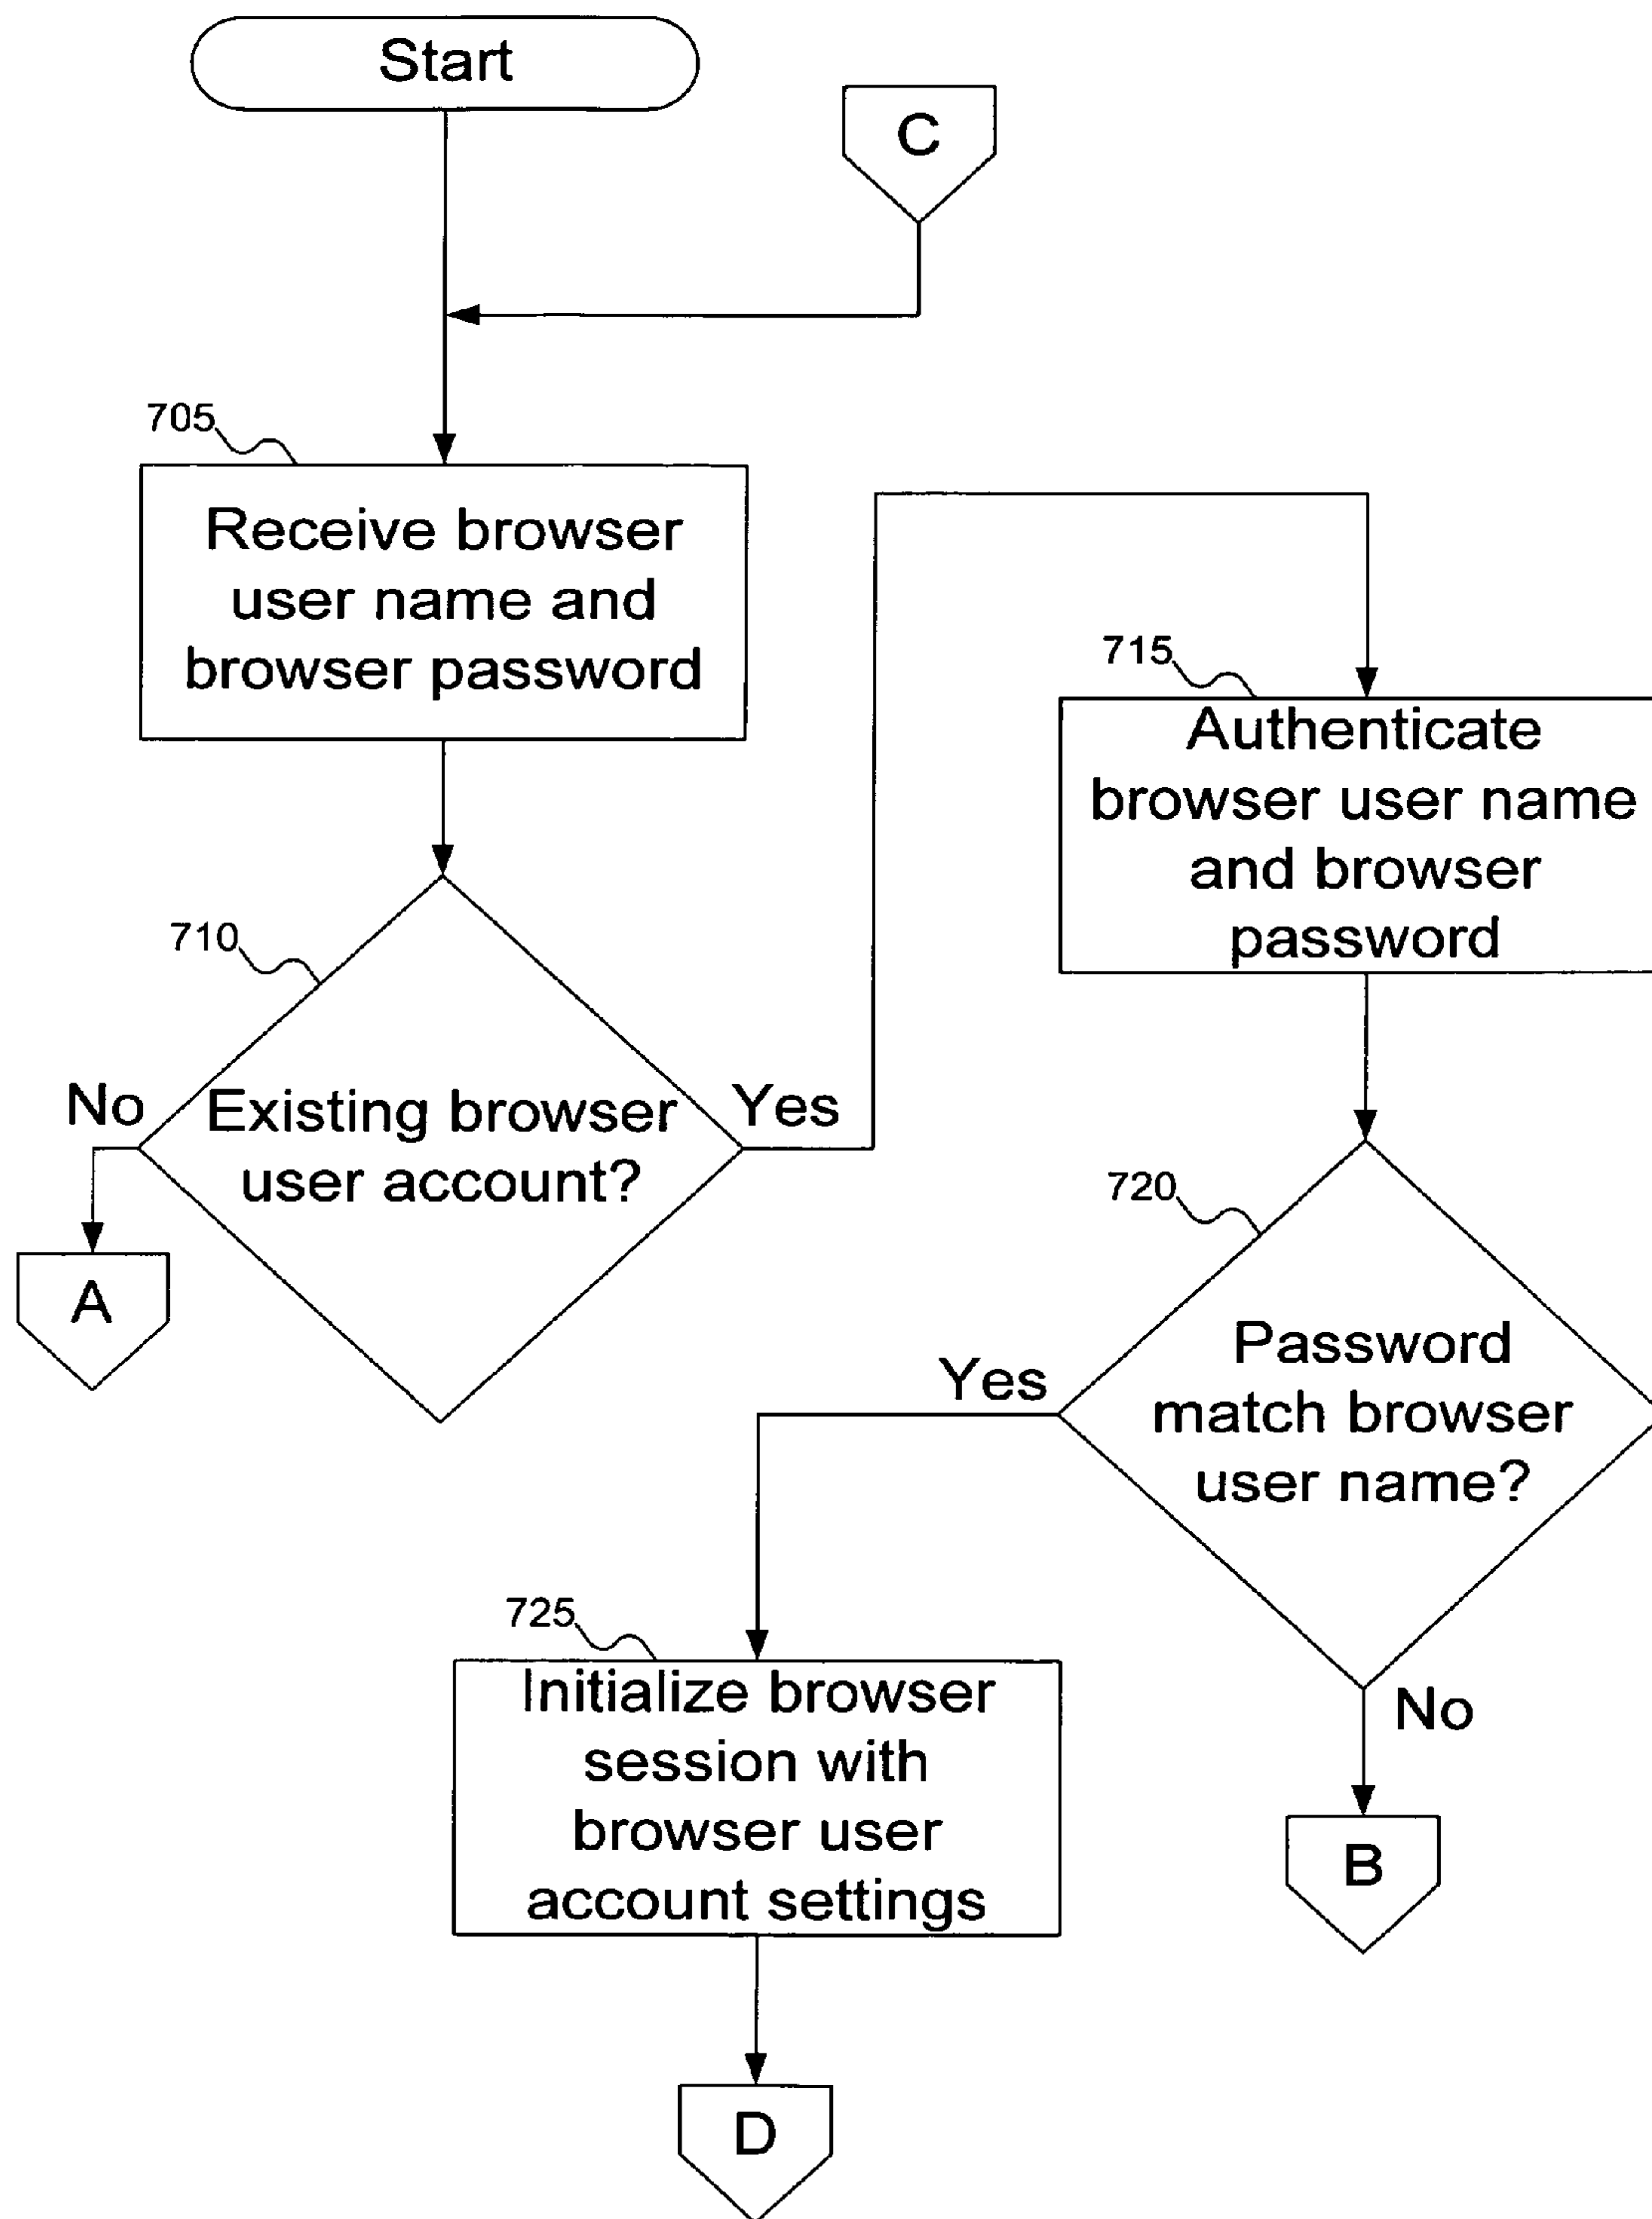 Start
C
705
Receive browser
user name and
browser password
710
No
Existing browser
user account?
Yes
A
715
Authenticate
browser user name
and browser
password
720
Password
match browser
user name?
Yes
No
B
725
Initialize browser
session with
browser user
account settings
D